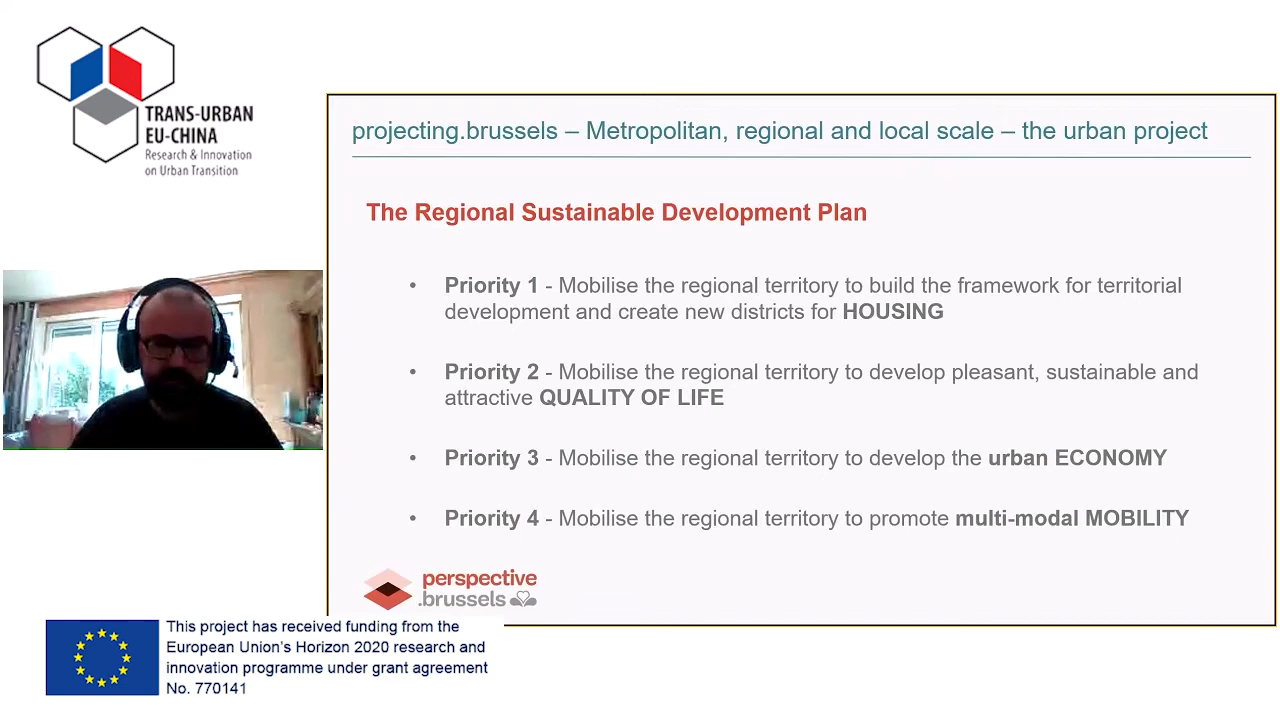 TRANS-URBAN
EU-CHINA
Research & Innovation
on Urban Transition
projecting.brussels – Metropolitan, regional and local scale – the urban project
The Regional Sustainable Development Plan
• Priority 1 - Mobilise the regional territory to build the framework for territorial
development and create new districts for HOUSING
• Priority 2 - Mobilise the regional territory to develop pleasant, sustainable and
attractive QUALITY OF LIFE
• Priority 3 - Mobilise the regional territory to develop the urban ECONOMY
• Priority 4 - Mobilise the regional territory to promote multi-modal MOBILITY
perspective
.brussels
This project has received funding from the
European Union's Horizon 2020 research and
innovation programme under grant agreement
No. 770141